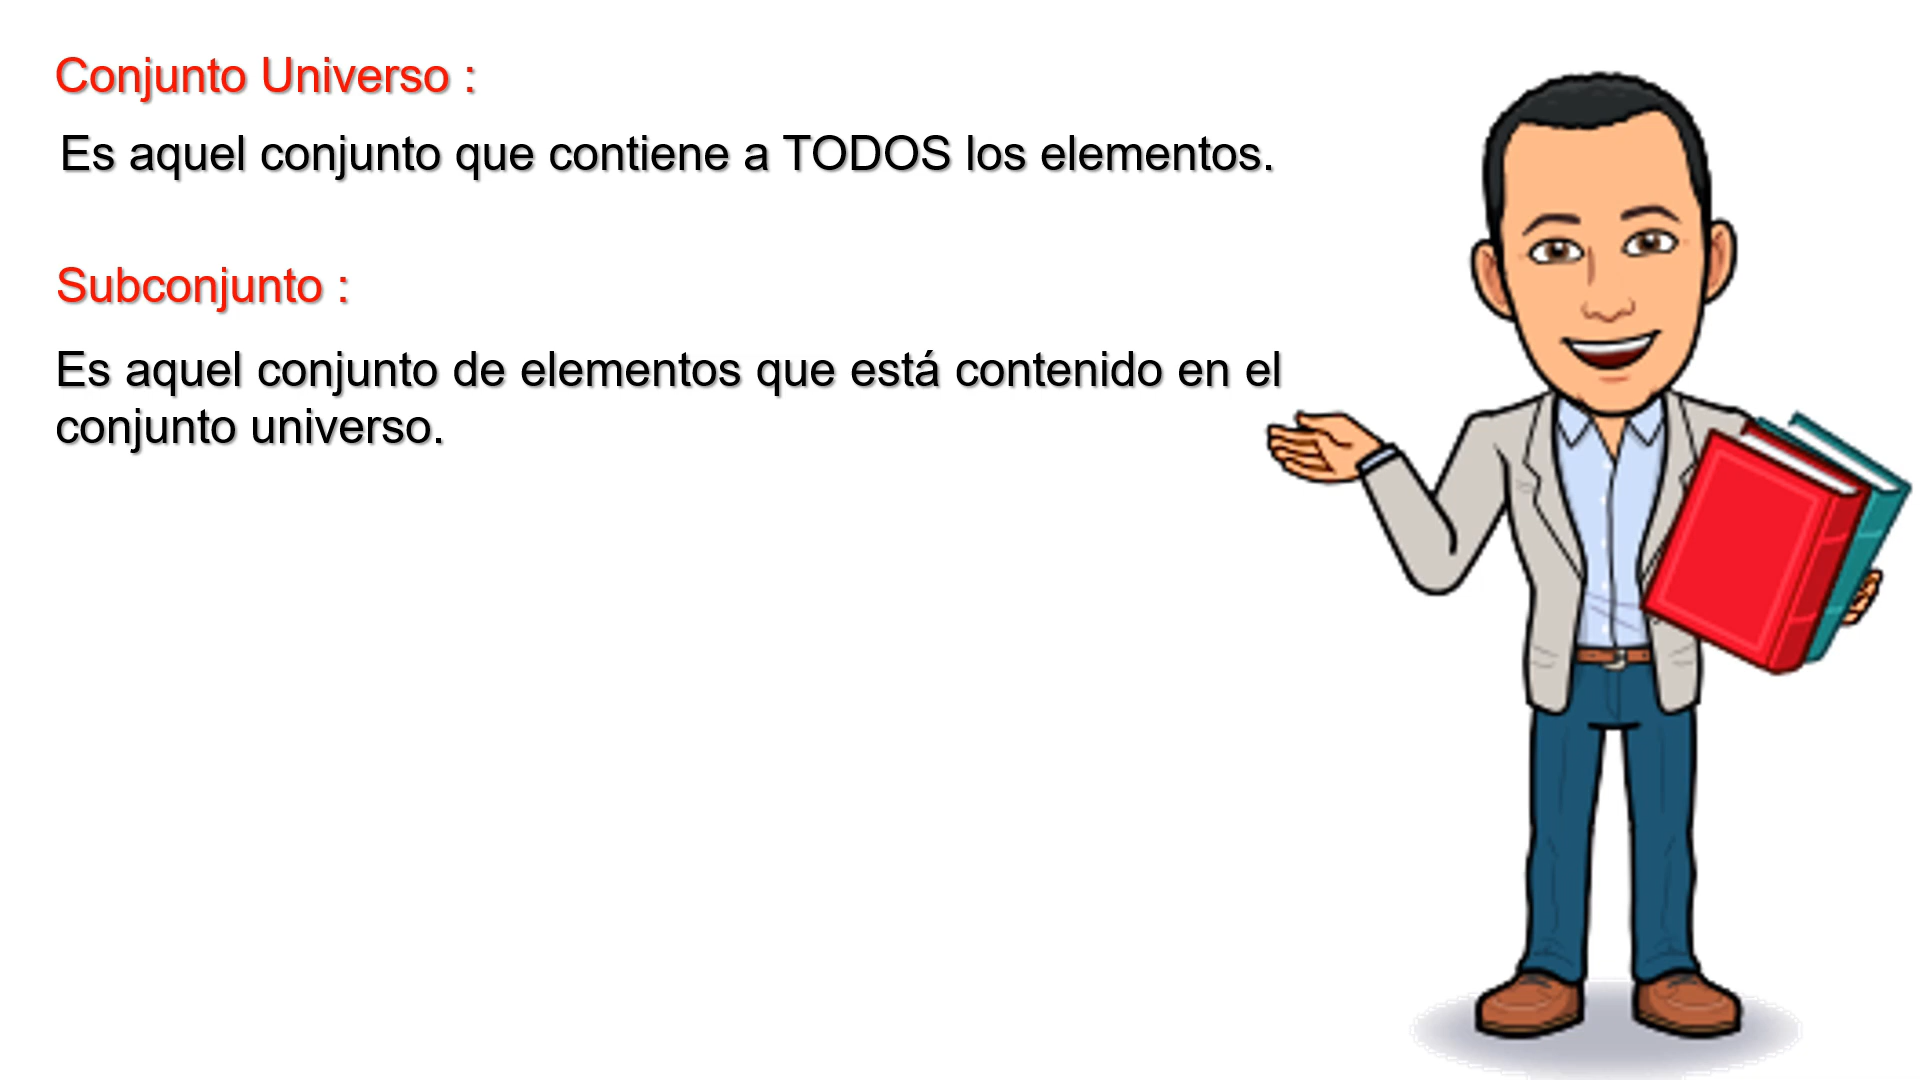 Conjunto Universo :
Es aquel conjunto que contiene a TODOS los elementos.
Subconjunto :
Es aquel conjunto de elementos que está contenido en el
conjunto universo.